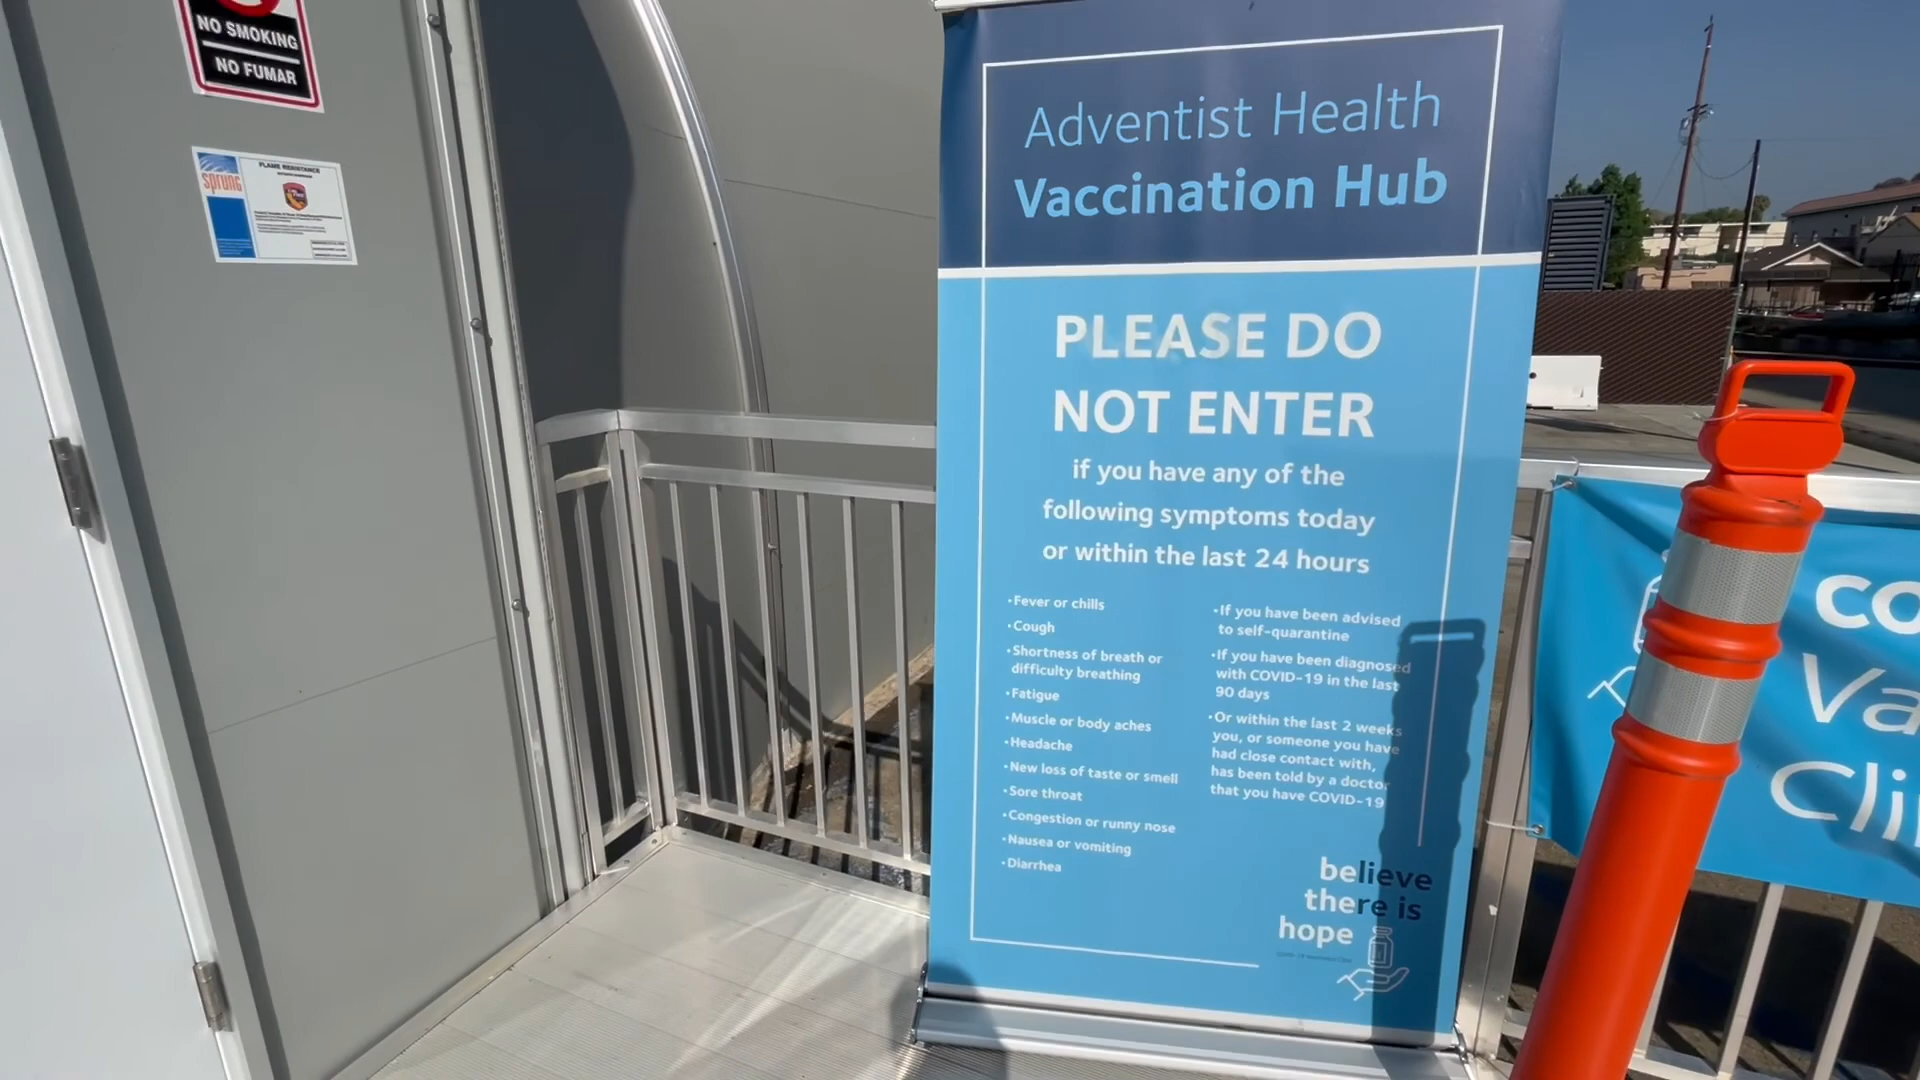 NO SMOKING
NO FUMAR
sprung
FLAME RESISTANCE
Adventist Health
Vaccination Hub
PLEASE DO
NOT ENTER
if you have any of the
following symptoms today
or within the last 24 hours
•Fever or chills
•Cough
•Shortness of breath or
difficulty breathing
•Fatigue
•Muscle or body aches
•Headache
•New loss of taste or smell
•Sore throat
•Congestion or runny nose
•Nausea or vomiting
•Diarrhea
•If you have been advised
to self-quarantine
•If you have been diagnosed
with COVID-19 in the last
90 days
•Or within the last 2 weeks
you, or someone you have
had close contact with,
has been told by a doctor
that you have COVID-19
believe
there is
hope
CO
Va
Cli